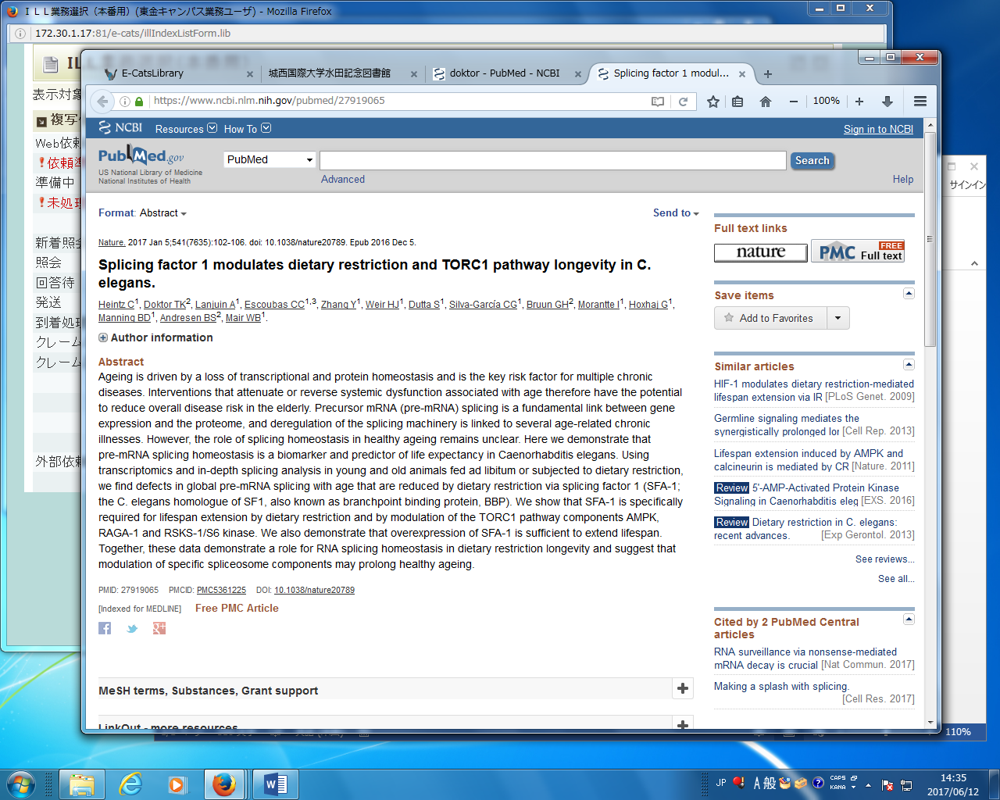 ＩＬＬ業務選択（本番用）(東金キャンパス業務ユーザ) - Mozilla Firefox
172.30.1.17:81/e-cats/illIndexListForm.lib
表示対象
Web依頼
準備中
新着照会
照会
回答待
発送
到着処理
クレーム
クレーム
外部依頼
E-CatsLibrary
城西国際大学水田記念図書館
doktor - PubMed - NCBI
Splicing factor 1 modul...
https://www.ncbi.nlm.nih.gov/pubmed/27919065
100%
NCBI Resources How To
Sign in to NCBI
PubMed.gov
US National Library of Medicine
National Institutes of Health
PubMed
Search
Advanced
Help
Format: Abstract
Send to
Nature. 2017 Jan 5;541(7635):102-106. doi: 10.1038/nature20789. Epub 2016 Dec 5.
Splicing factor 1 modulates dietary restriction and TORC1 pathway longevity in C.
elegans.
Heintz C1, Doktor TK2, Lanjuin A1, Escoubas CC1,3, Zhang Y1, Weir HJ1, Dutta S1, Silva-García CG1, Bruun GH2, Morantte I1, Hoxhaj G1,
Manning BD1, Andresen BS2, Mair WB1.
Author information
Abstract
Ageing is driven by a loss of transcriptional and protein homeostasis and is the key risk factor for multiple chronic
diseases. Interventions that attenuate or reverse systemic dysfunction associated with age therefore have the potential
to reduce overall disease risk in the elderly. Precursor mRNA (pre-mRNA) splicing is a fundamental link between gene
expression and the proteome, and deregulation of the splicing machinery is linked to several age-related chronic
illnesses. However, the role of splicing homeostasis in healthy ageing remains unclear. Here we demonstrate that
pre-mRNA splicing homeostasis is a biomarker and predictor of life expectancy in Caenorhabditis elegans. Using
transcriptomics and in-depth splicing analysis in young and old animals fed ad libitum or subjected to dietary restriction,
we find defects in global pre-mRNA splicing with age that are reduced by dietary restriction via splicing factor 1 (SFA-1;
the C. elegans homologue of SF1, also known as branchpoint binding protein, BBP). We show that SFA-1 is specifically
required for lifespan extension by dietary restriction and by modulation of the TORC1 pathway components AMPK,
RAGA-1 and RSKS-1/S6 kinase. We also demonstrate that overexpression of SFA-1 is sufficient to extend lifespan.
Together, these data demonstrate a role for RNA splicing homeostasis in dietary restriction longevity and suggest that
modulation of specific spliceosome components may prolong healthy ageing.
PMID: 27919065 PMCID: PMC5361225 DOI: 10.1038/nature20789
[Indexed for MEDLINE] Free PMC Article
MeSH terms, Substances, Grant support
LinkOut - more resources
Full text links
nature
PMC FREE Full text
Save items
Add to Favorites
Similar articles
HIF-1 modulates dietary restriction-mediated
lifespan extension via IR [PLoS Genet. 2009]
Germline signaling mediates the
synergistically prolonged lor [Cell Rep. 2013]
Lifespan extension induced by AMPK and
calcineurin is mediated by CR [Nature. 2011]
Review 5'-AMP-Activated Protein Kinase
Signaling in Caenorhabditis eleg [EXS. 2016]
Review Dietary restriction in C. elegans:
recent advances. [Exp Gerontol. 2013]
See reviews...
See all...
Cited by 2 PubMed Central
articles
RNA surveillance via nonsense-mediated
mRNA decay is crucial [Nat Commun. 2017]
Making a splash with splicing.
[Cell Res. 2017]
サインイン
110%
JP
A 般
CAPS
KANA
14:35
2017/06/12